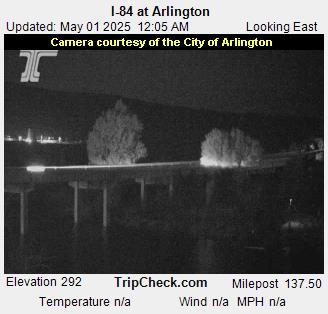 I-84 at Arlington
Updated: May 01 2025 12:05 AM Looking East
Camera courtesy of the City of Arlington
Elevation 292 TripCheck.com Milepost 137.50
Temperature n/a Wind n/a MPH n/a